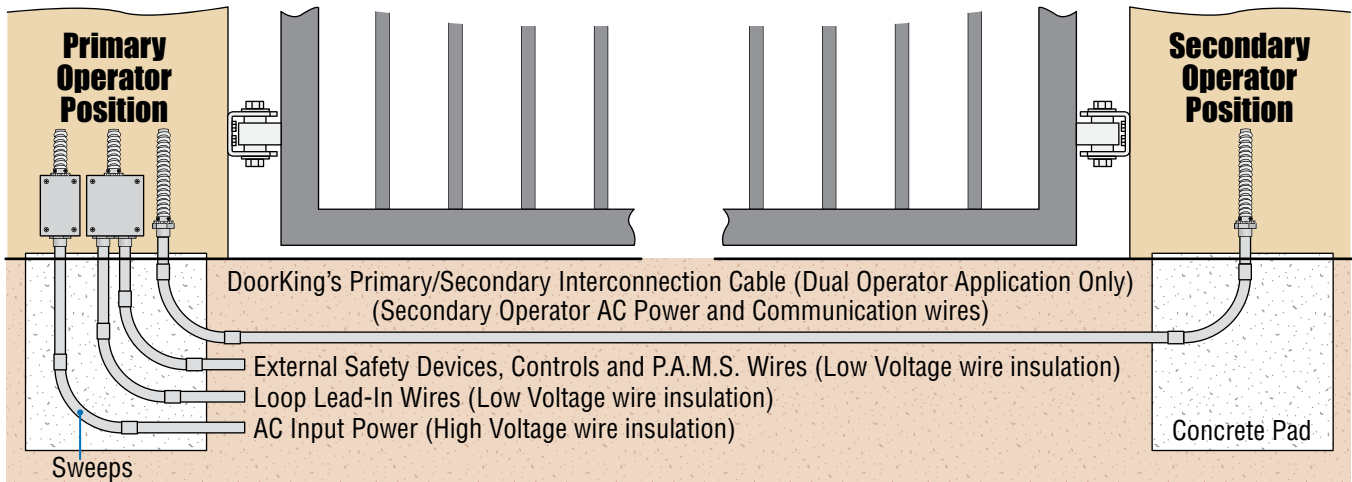 Primary
Operator
Position
Secondary
Operator
Position
DoorKing's Primary/Secondary Interconnection Cable (Dual Operator Application Only)
(Secondary Operator AC Power and Communication wires)
External Safety Devices, Controls and P.A.M.S. Wires (Low Voltage wire insulation)
Loop Lead-In Wires (Low Voltage wire insulation)
AC Input Power (High Voltage wire insulation)
Concrete Pad
Sweeps